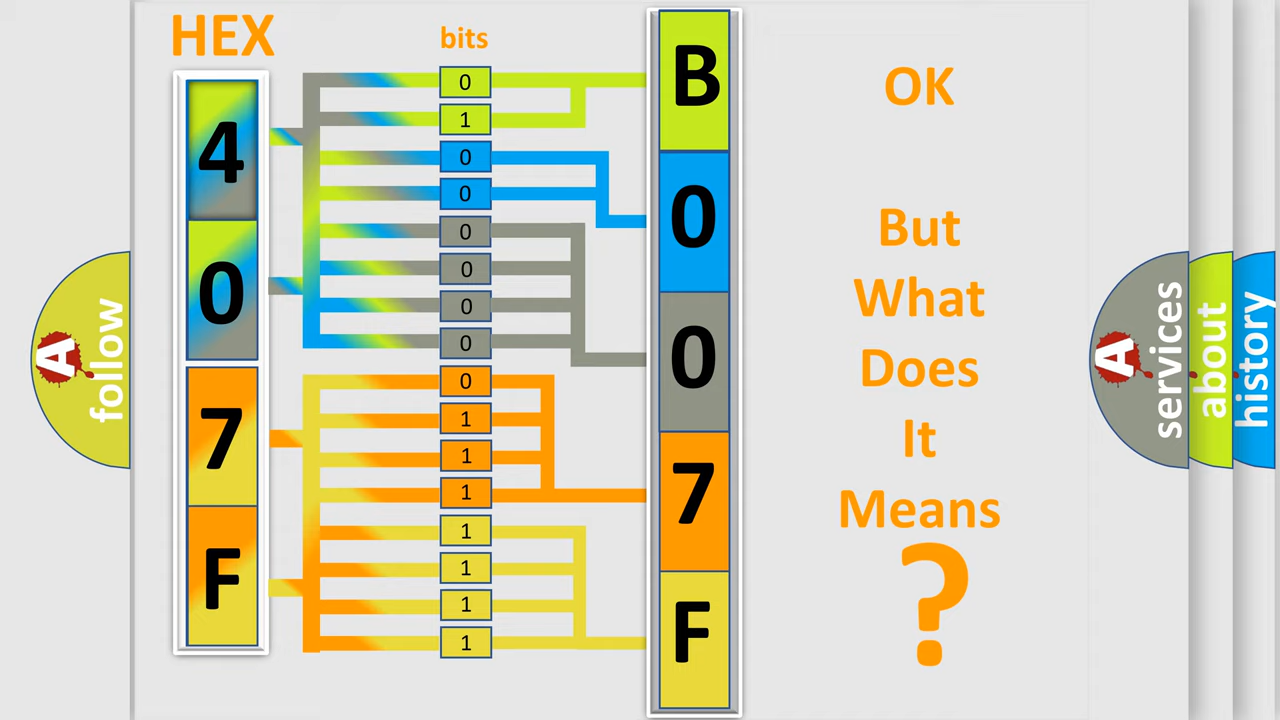 HEX
bits
4
0
7
F
0
1
0
0
0
0
0
0
0
1
1
1
1
1
1
1
B
0
0
7
F
OK
But
What
Does
It
Means
?
A
follow
A
services
about
history